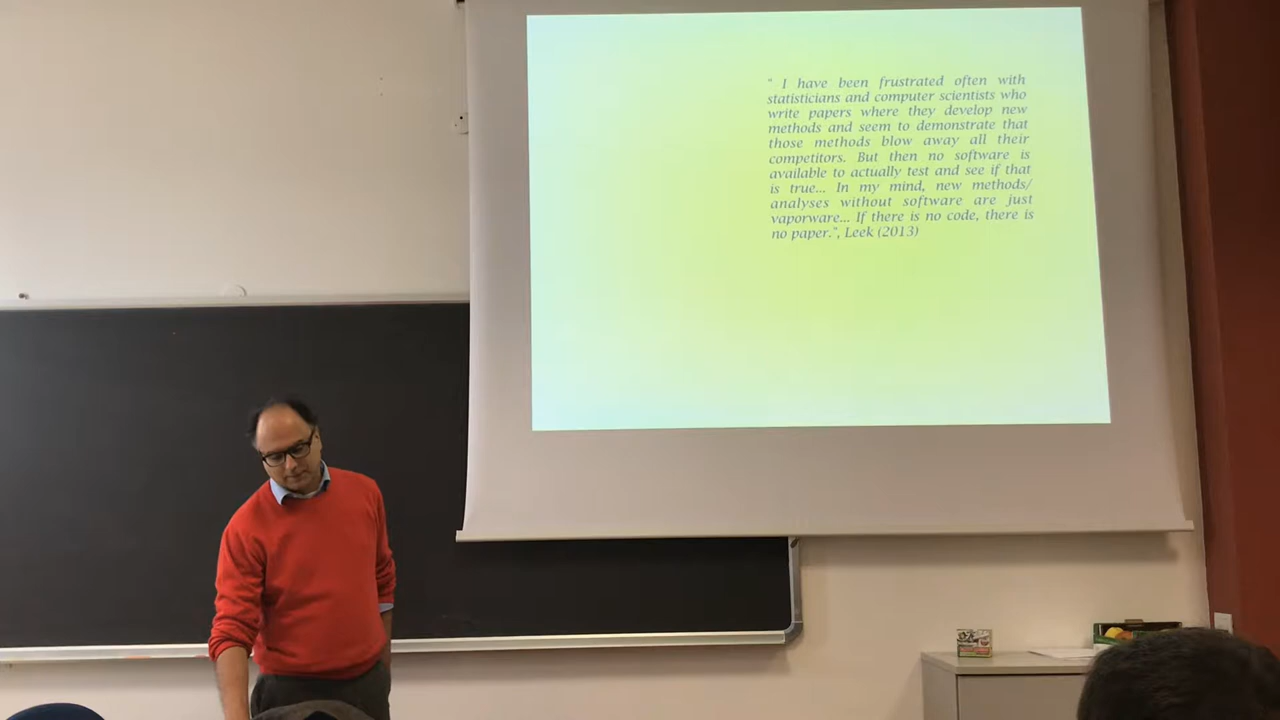 " I have been frustrated often with
statisticians and computer scientists who
write papers where they develop new
methods and seem to demonstrate that
those methods blow away all their
competitors. But then no software is
available to actually test and see if that
is true... In my mind, new methods/
analyses without software are just
vaporware... If there is no code, there is
no paper.", Leek (2013)